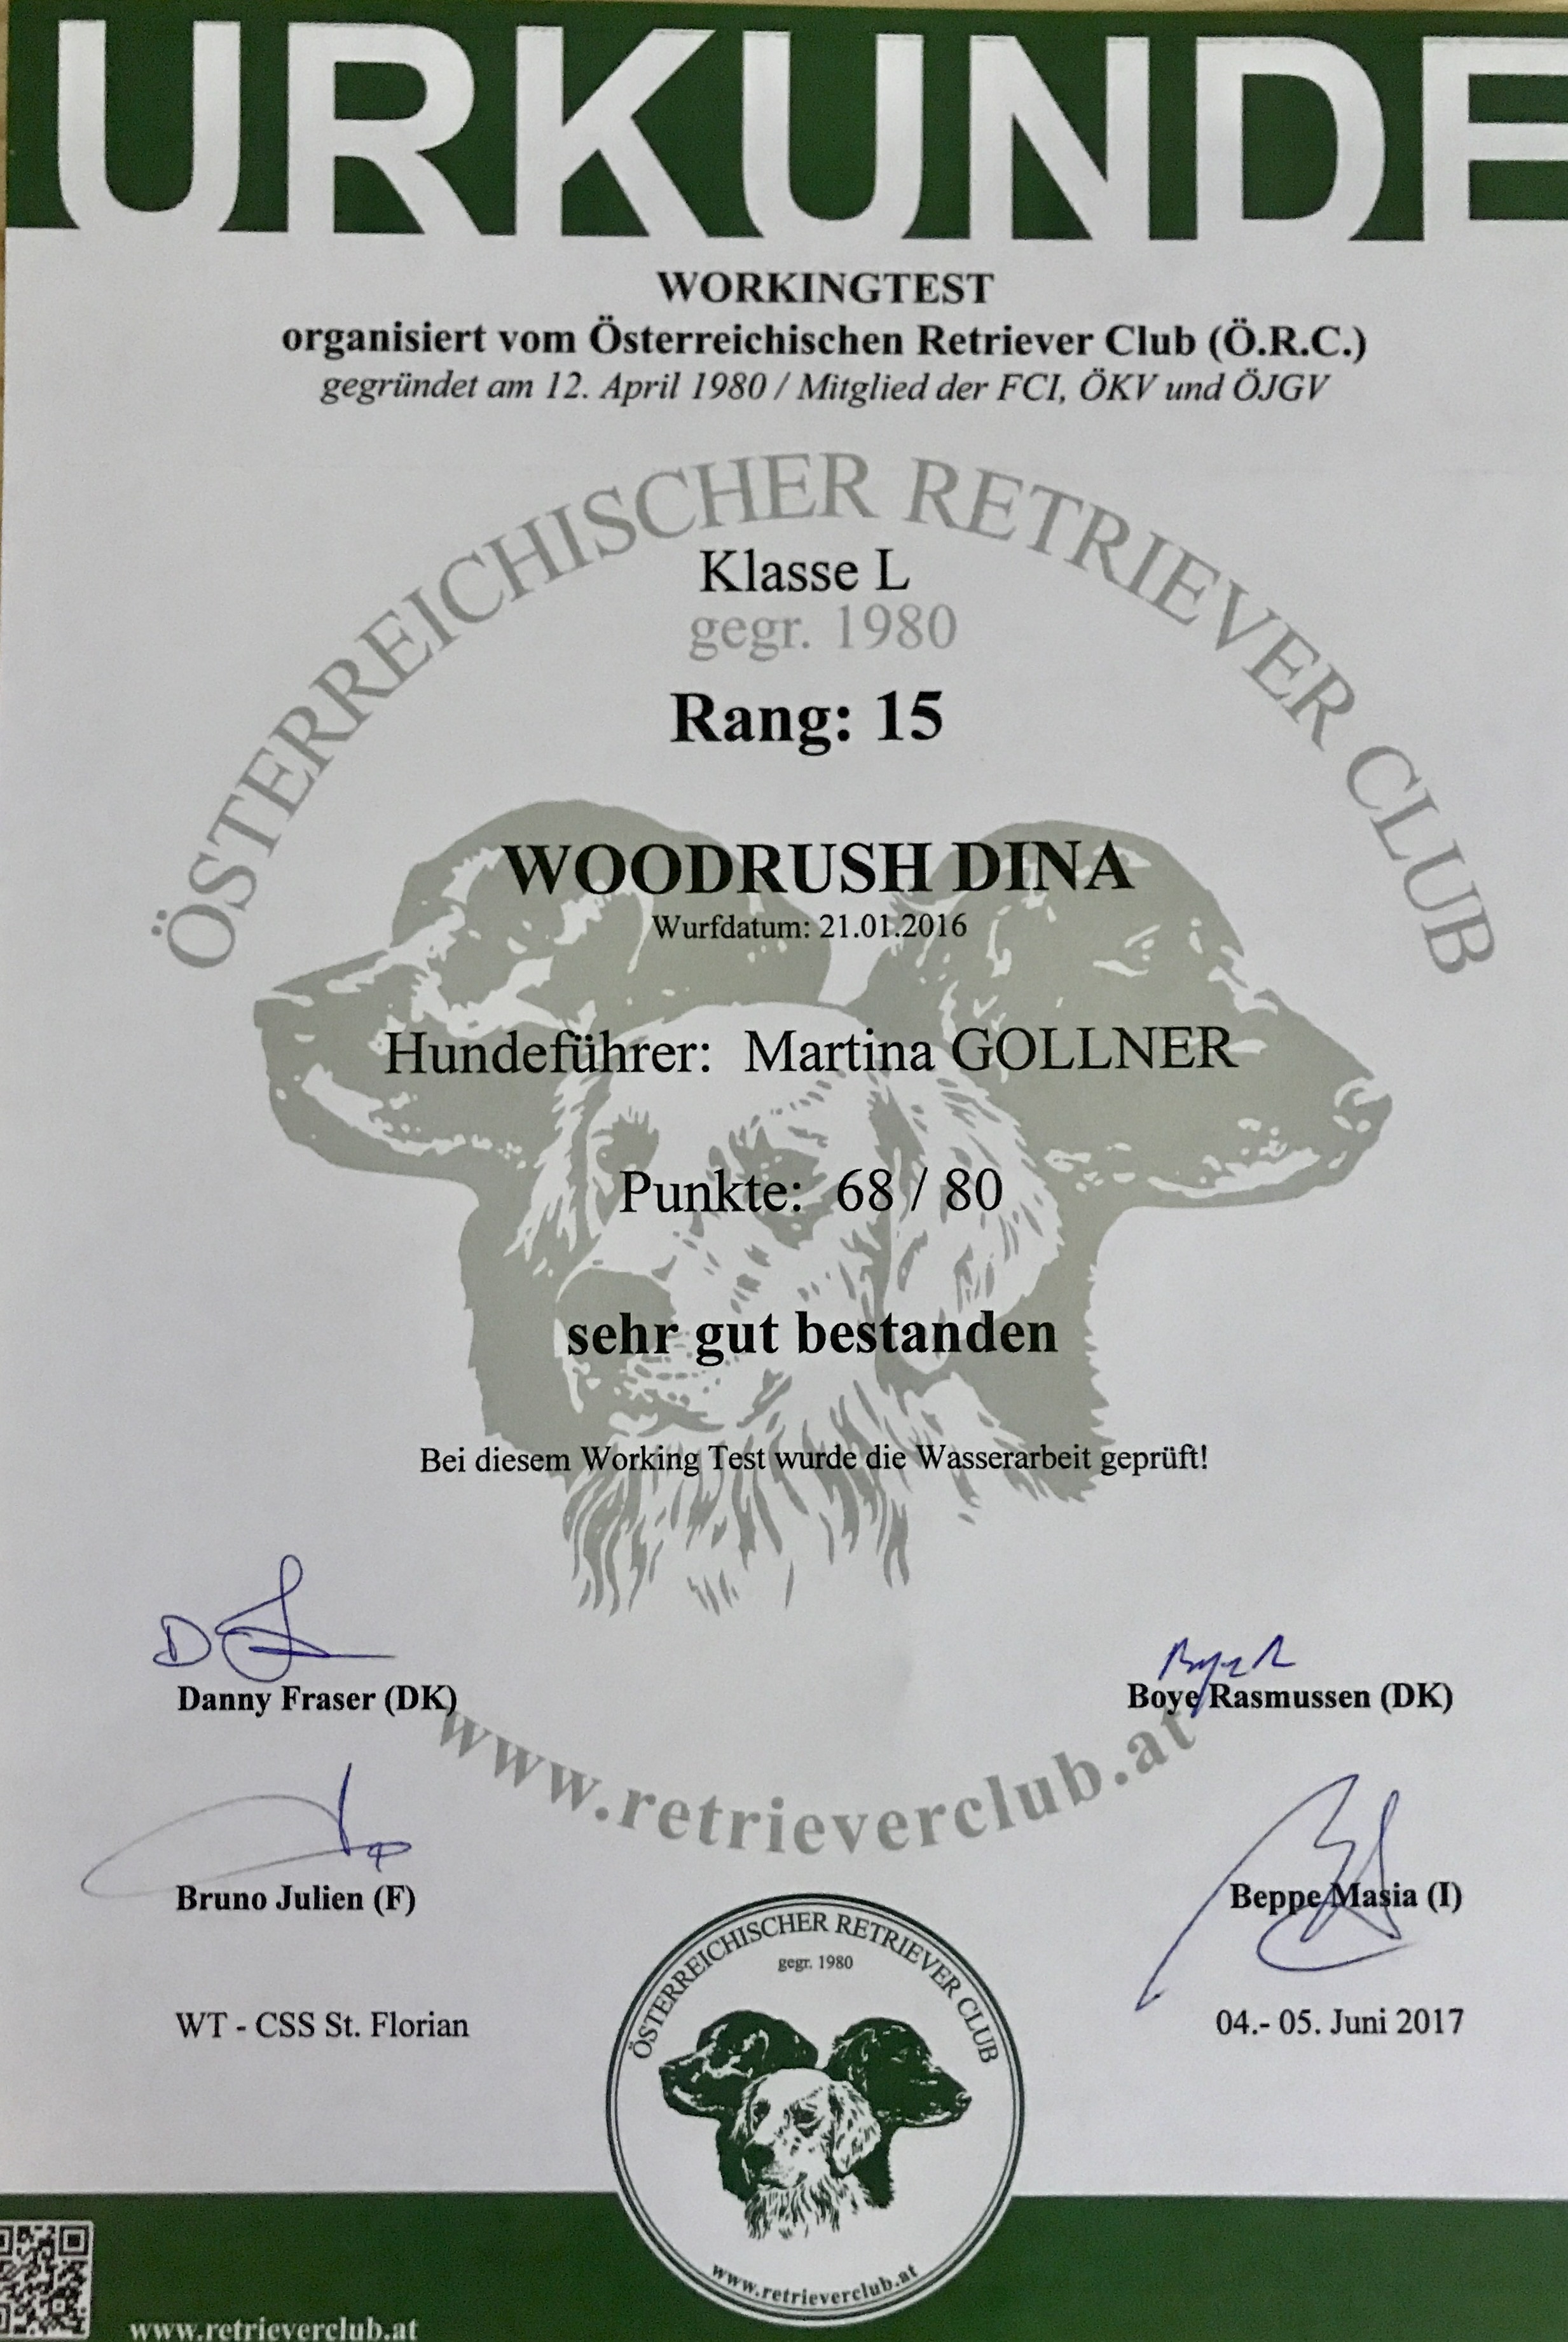 URKUNDE
WORKINGTEST
organisiert vom Österreichischen Retriever Club (Ö.R.C.)
gegründet am 12. April 1980 / Mitglied der FCI, ÖKV und ÖJGV
ÖSTERREICHISCHER RETRIEVER CLUB
Klasse L
gegr. 1980
Rang: 15
WOODRUSH DINA
Wurfdatum: 21.01.2016
Hundeführer: Martina GOLLNER
Punkte: 68 / 80
sehr gut bestanden
Bei diesem Working Test wurde die Wasserarbeit geprüft!
Danny Fraser (DK)
Boye Rasmussen (DK)
www.retrieverclub.at
Bruno Julien (F)
Beppe Masia (I)
WT - CSS St. Florian
04.- 05. Juni 2017
ÖSTERREICHISCHER RETRIEVER CLUB
gegr. 1980
www.retrieverclub.at
www.retrieverclub.at